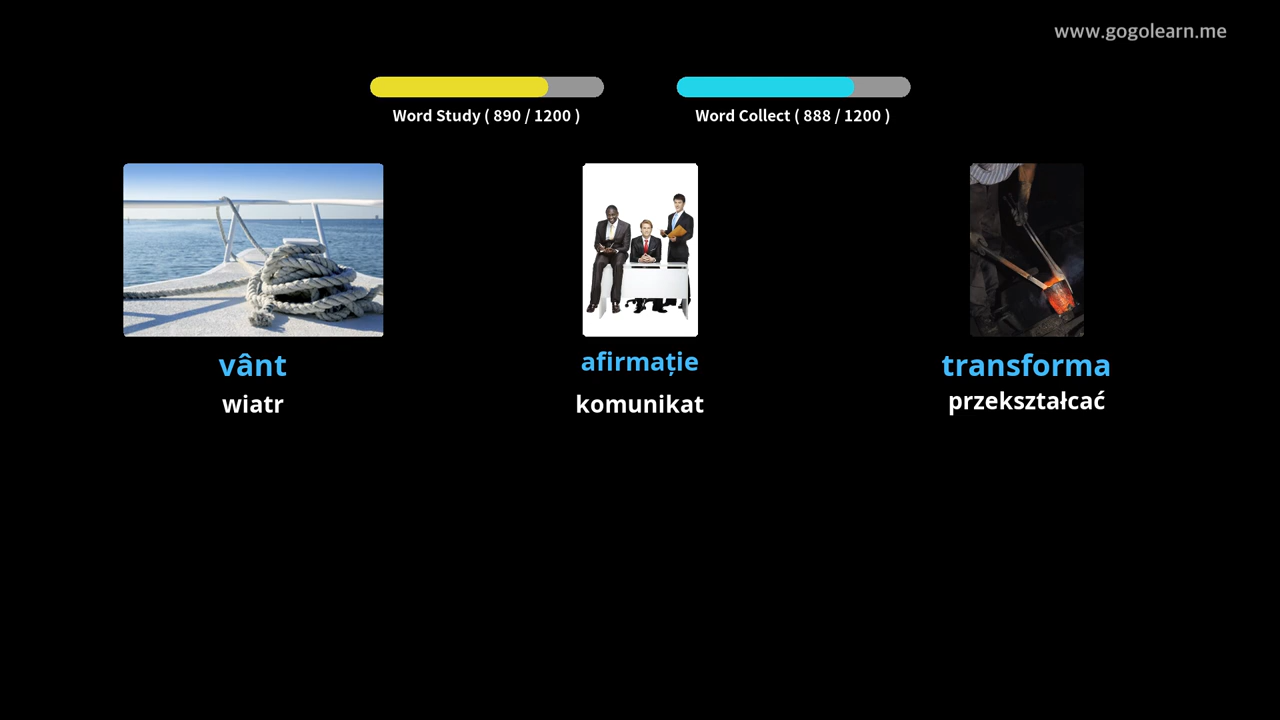 www.gogolearn.me
Word Study ( 890 / 1200 )
Word Collect ( 888 / 1200 )
vânt
afirmație
transforma
wiatr
komunikat
przekształcać